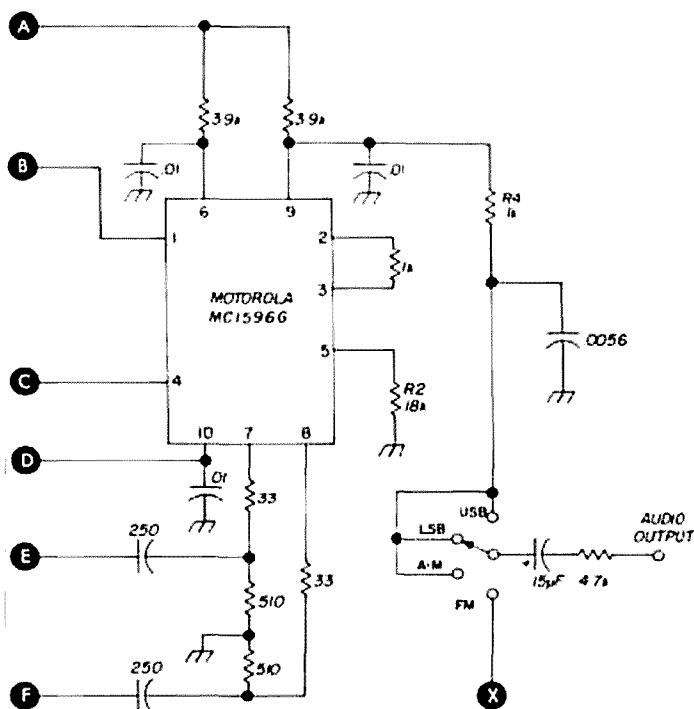 A
3.9k
3.9k
.01
.01
B
6
9
R4
1k
1
2
1k
3
MOTOROLA
MC1596G
5
.0056
C
4
R2
18k
10
7
8
D
.01
33
USB
LSB
AUDIO
OUTPUT
250
E
33
A-M
15µF
4.7k
510
FM
510
250
F
X